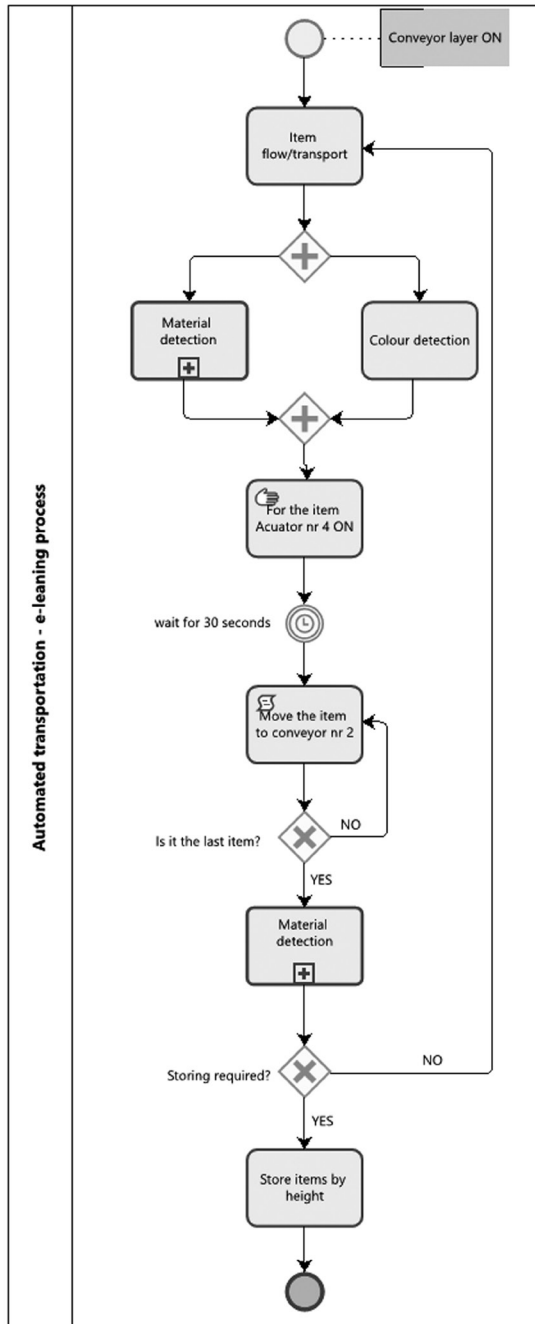 Conveyor layer ON
Item
flow/transport
Material
detection
Colour detection
For the item
Acuator nr 4 ON
wait for 30 seconds
Move the item
to conveyor nr 2
NO
Is it the last item?
YES
Material
detection
NO
Storing required?
YES
Store items by
height
Automated transportation - e-leaning process